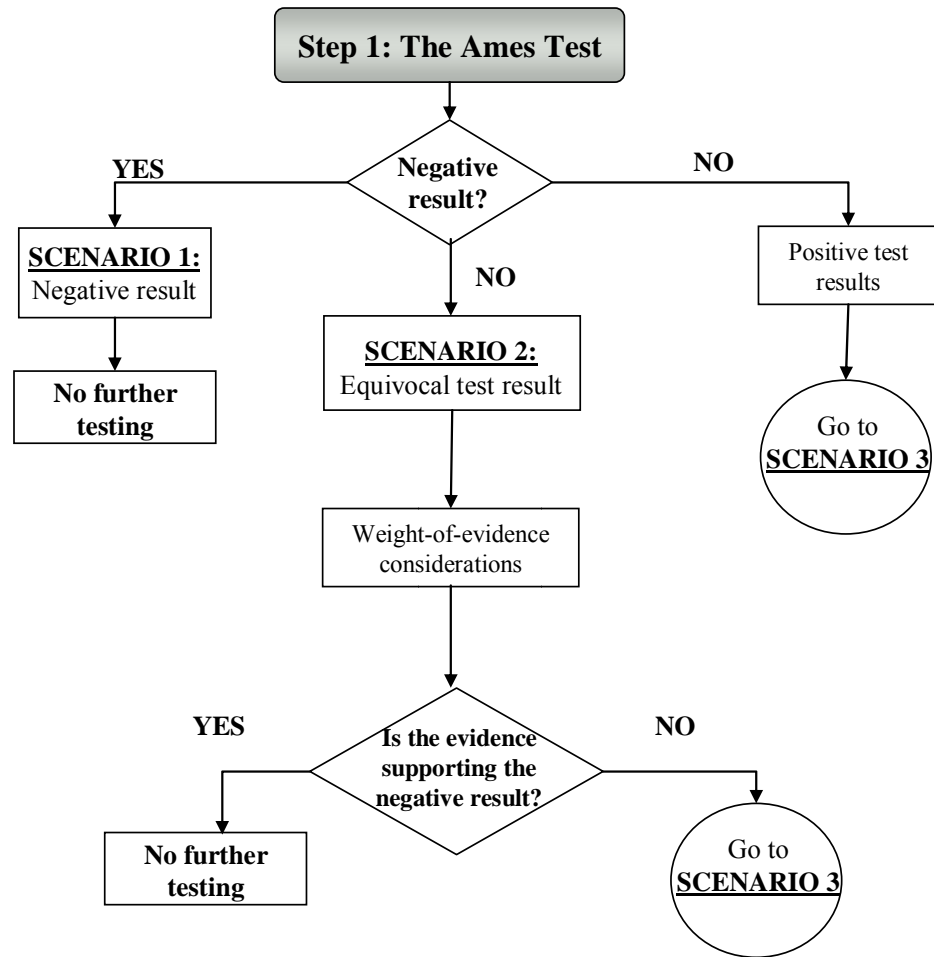 Step 1: The Ames Test
Negative
result?
YES
NO
NO
SCENARIO 1:
Negative result
No further
testing
SCENARIO 2:
Equivocal test result
Positive test
results
Go to
SCENARIO 3
Weight-of-evidence
considerations
Is the evidence
supporting the
negative result?
YES
NO
No further
testing
Go to
SCENARIO 3